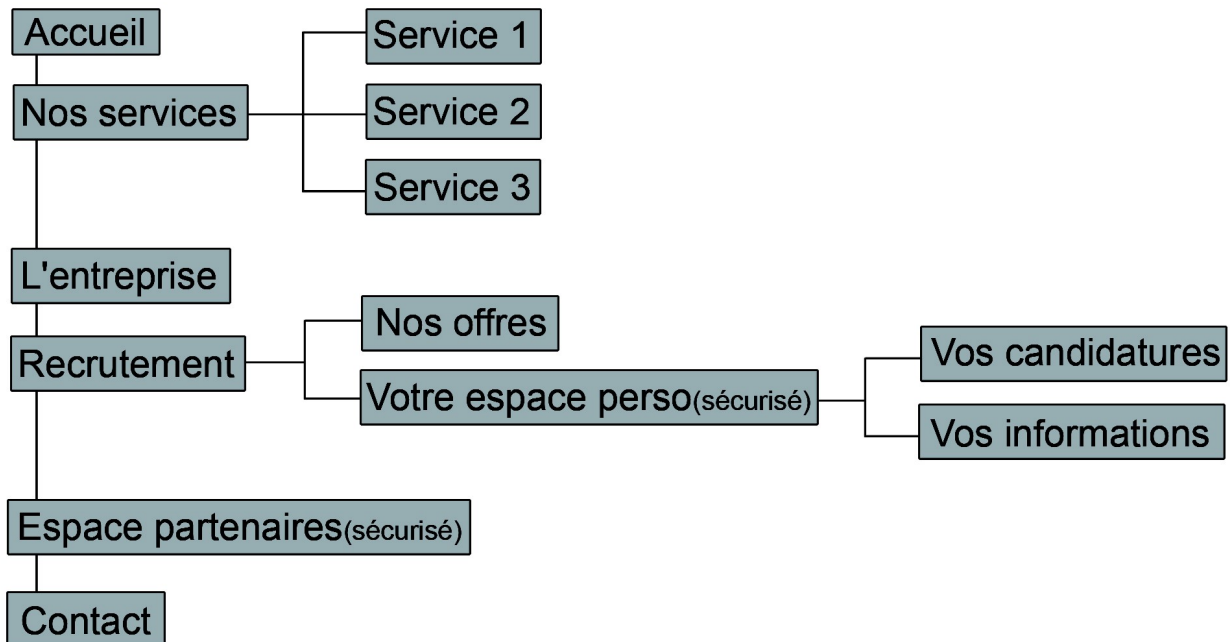 Accueil
Service 1
Nos services
Service 2
Service 3
L'entreprise
Nos offres
Recrutement
Vos candidatures
Votre espace perso(sécurisé)
Vos informations
Espace partenaires(sécurisé)
Contact